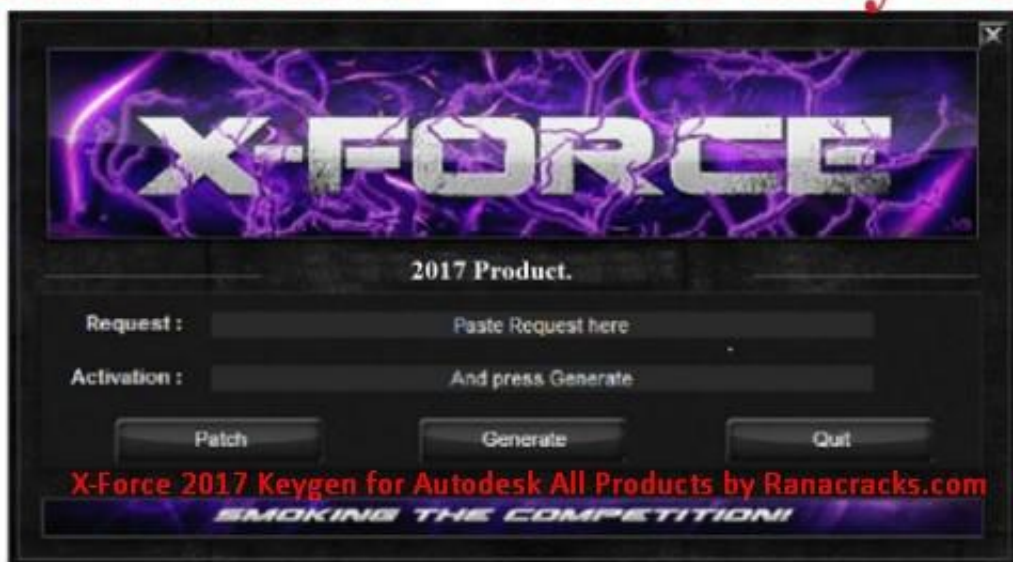 X-FORCE
2017 Product.
Request :
Paste Request here
Activation :
And press Generate
Patch
Generate
Quit
X-Force 2017 Keygen for Autodesk All Products by Ranacracks.com
SMOKING THE COMPETITION!